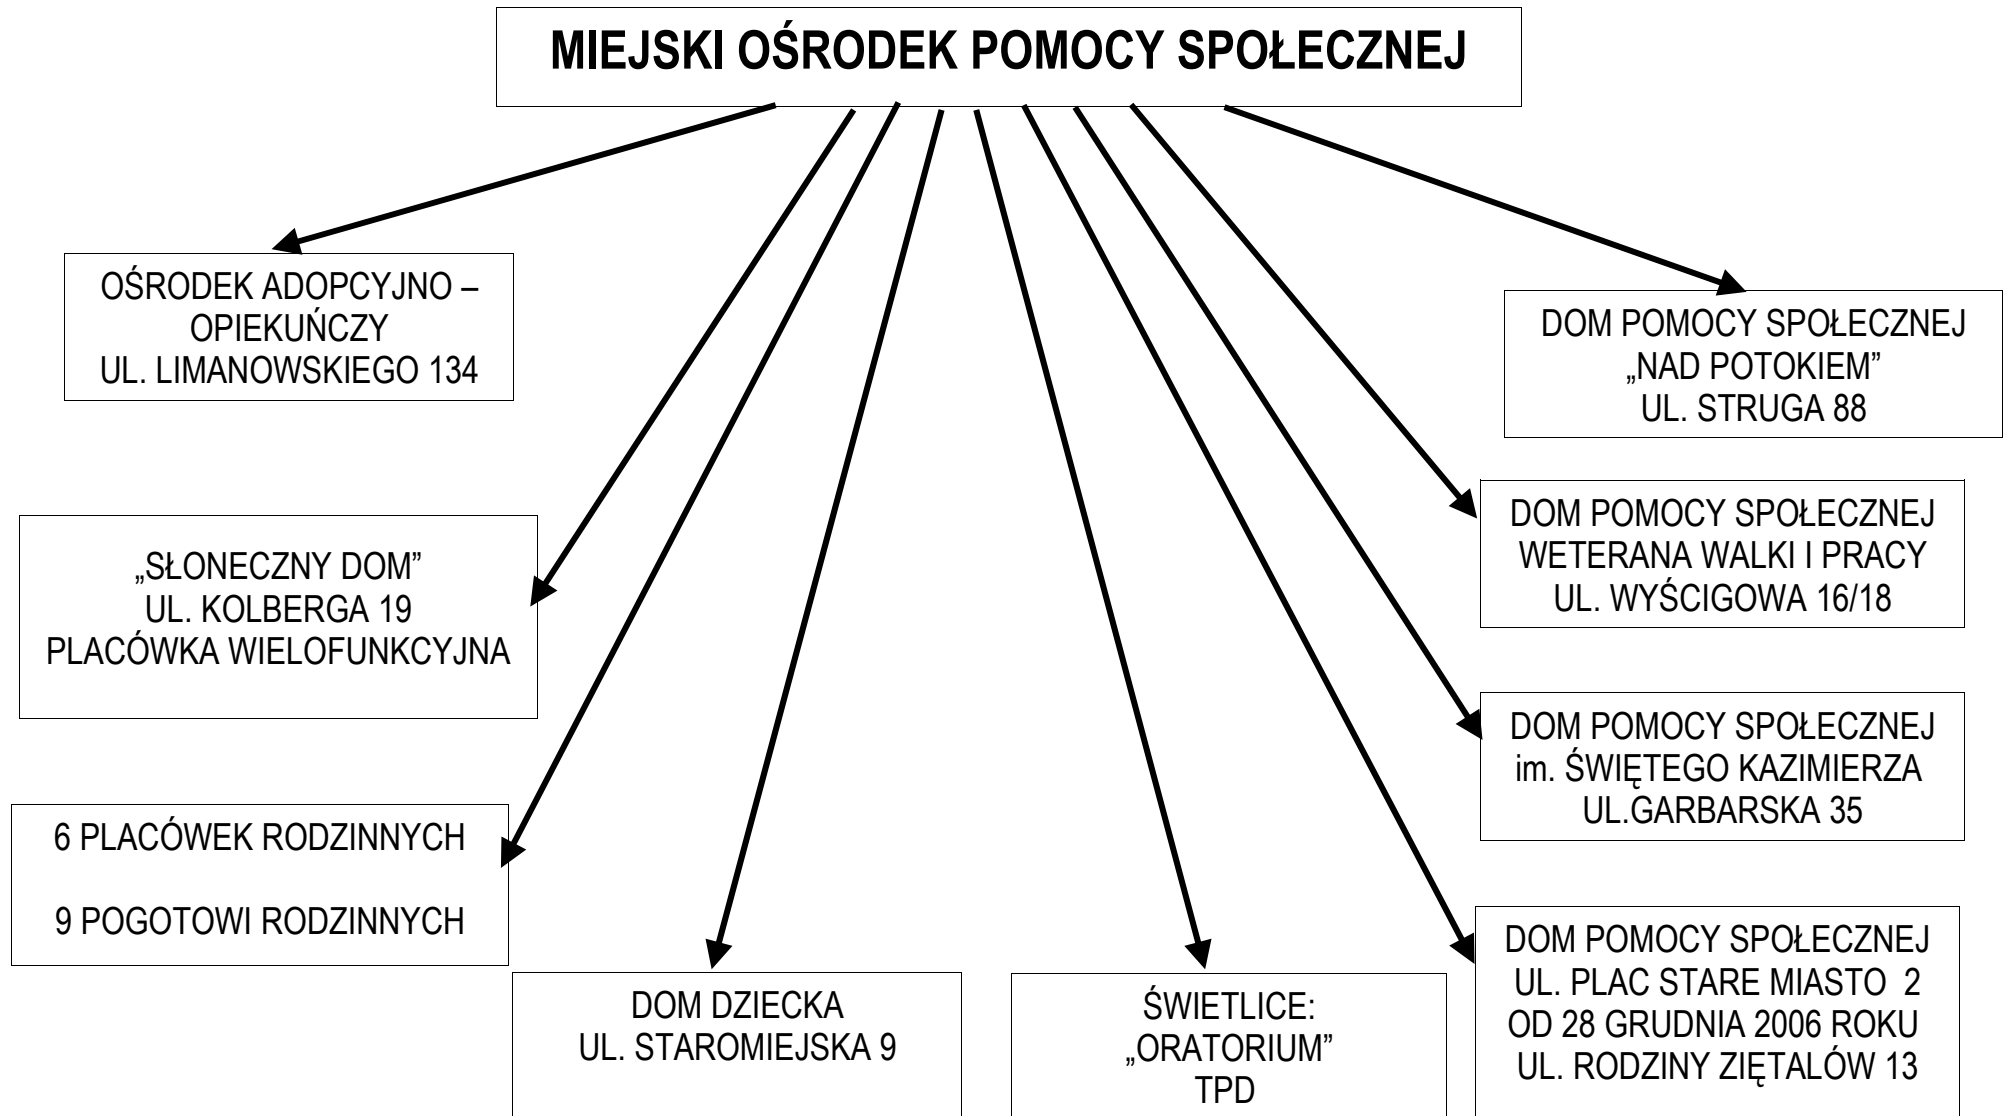 MIEJSKI OŚRODEK POMOCY SPOŁECZNEJ
OŚRODEK ADOPCYJNO –
OPIEKUŃCZY
UL. LIMANOWSKIEGO 134
„SŁONECZNY DOM”
UL. KOLBERGA 19
PLACÓWKA WIELOFUNKCYJNA
6 PLACÓWEK RODZINNYCH
9 POGOTOWI RODZINNYCH
DOM DZIECKA
UL. STAROMIEJSKA 9
ŚWIETLICE:
„ORATORIUM”
TPD
DOM POMOCY SPOŁECZNEJ
UL. PLAC STARE MIASTO 2
OD 28 GRUDNIA 2006 ROKU
UL. RODZINY ZIĘTALÓW 13
DOM POMOCY SPOŁECZNEJ
im. ŚWIĘTEGO KAZIMIERZA
UL.GARBARSKA 35
DOM POMOCY SPOŁECZNEJ
WETERANA WALKI I PRACY
UL. WYŚCIGOWA 16/18
DOM POMOCY SPOŁECZNEJ
„NAD POTOKIEM”
UL. STRUGA 88